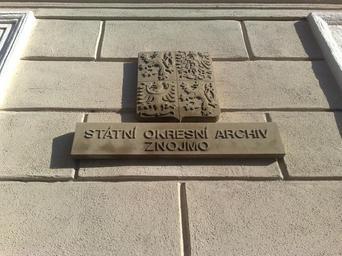 STÁTNÍ OKRESNÍ ARCHIV
ZNOJMO